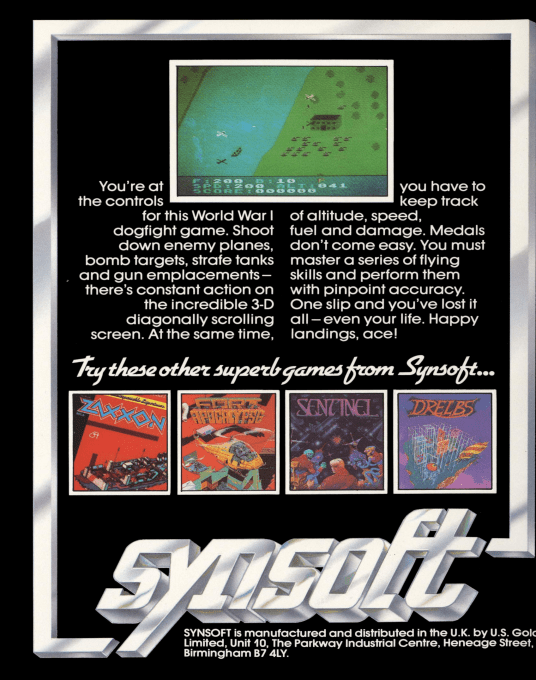 F:200 B:10 F
SPD:200 ALT:041
SCORE:000000
You're at
the controls
for this World War I
dogfight game. Shoot
down enemy planes,
bomb targets, strafe tanks
and gun emplacements –
there's constant action on
the incredible 3-D
diagonally scrolling
screen. At the same time,
you have to
keep track
of altitude, speed,
fuel and damage. Medals
don't come easy. You must
master a series of flying
skills and perform them
with pinpoint accuracy.
One slip and you've lost it
all – even your life. Happy
landings, ace!
Try these other superb games from Synsoft...
ZAXXON
FORT
APOCALYPSE
SENTINEL
DRELBS
synsoft
SYNSOFT is manufactured and distributed in the U.K. by U.S. Gold
Limited, Unit 10, The Parkway Industrial Centre, Heneage Street,
Birmingham B7 4LY.